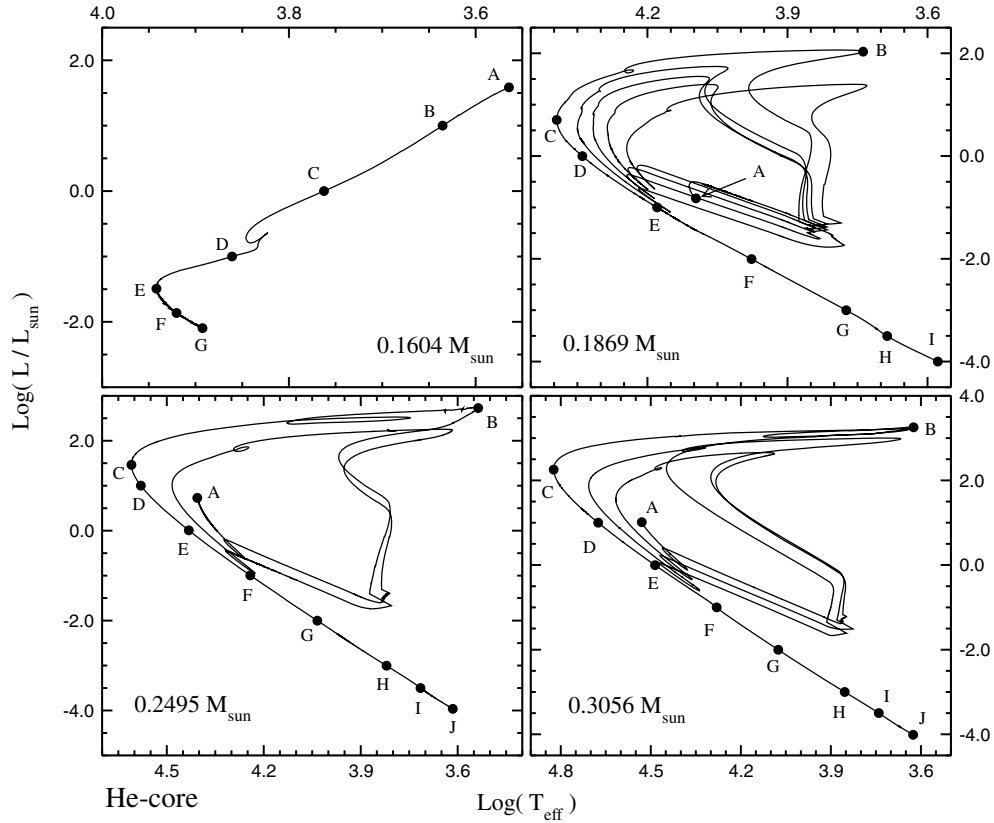 4.0 3.8 3.6
4.2 3.9 3.6
2.0
0.0
-2.0
A
B
C
D
E
F
G
0.1604 M_sun
2.0
0.0
-2.0
-4.0
B
C
D
A
E
F
G
H
I
0.1869 M_sun
Log( L / L_sun )
2.0
0.0
-2.0
-4.0
B
C
A
D
E
F
G
H
I
J
0.2495 M_sun
4.0
2.0
0.0
-2.0
-4.0
B
C
A
D
E
F
G
H
I
J
0.3056 M_sun
4.5 4.2 3.9 3.6
4.8 4.5 4.2 3.9 3.6
He-core
Log( T_eff )